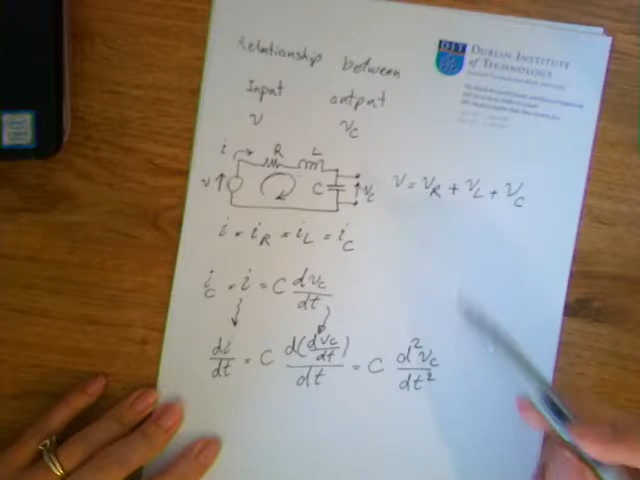 Relationship between
Input output
v v_C
DIT
DUBLIN INSTITUTE
of TECHNOLOGY
i R L
v C v_C
v = v_R + v_L + v_C
i = i_R = i_L = i_C
i_C = i = C dv_C/dt
di/dt = C d(dv_C/dt)/dt = C d²v_C/dt²